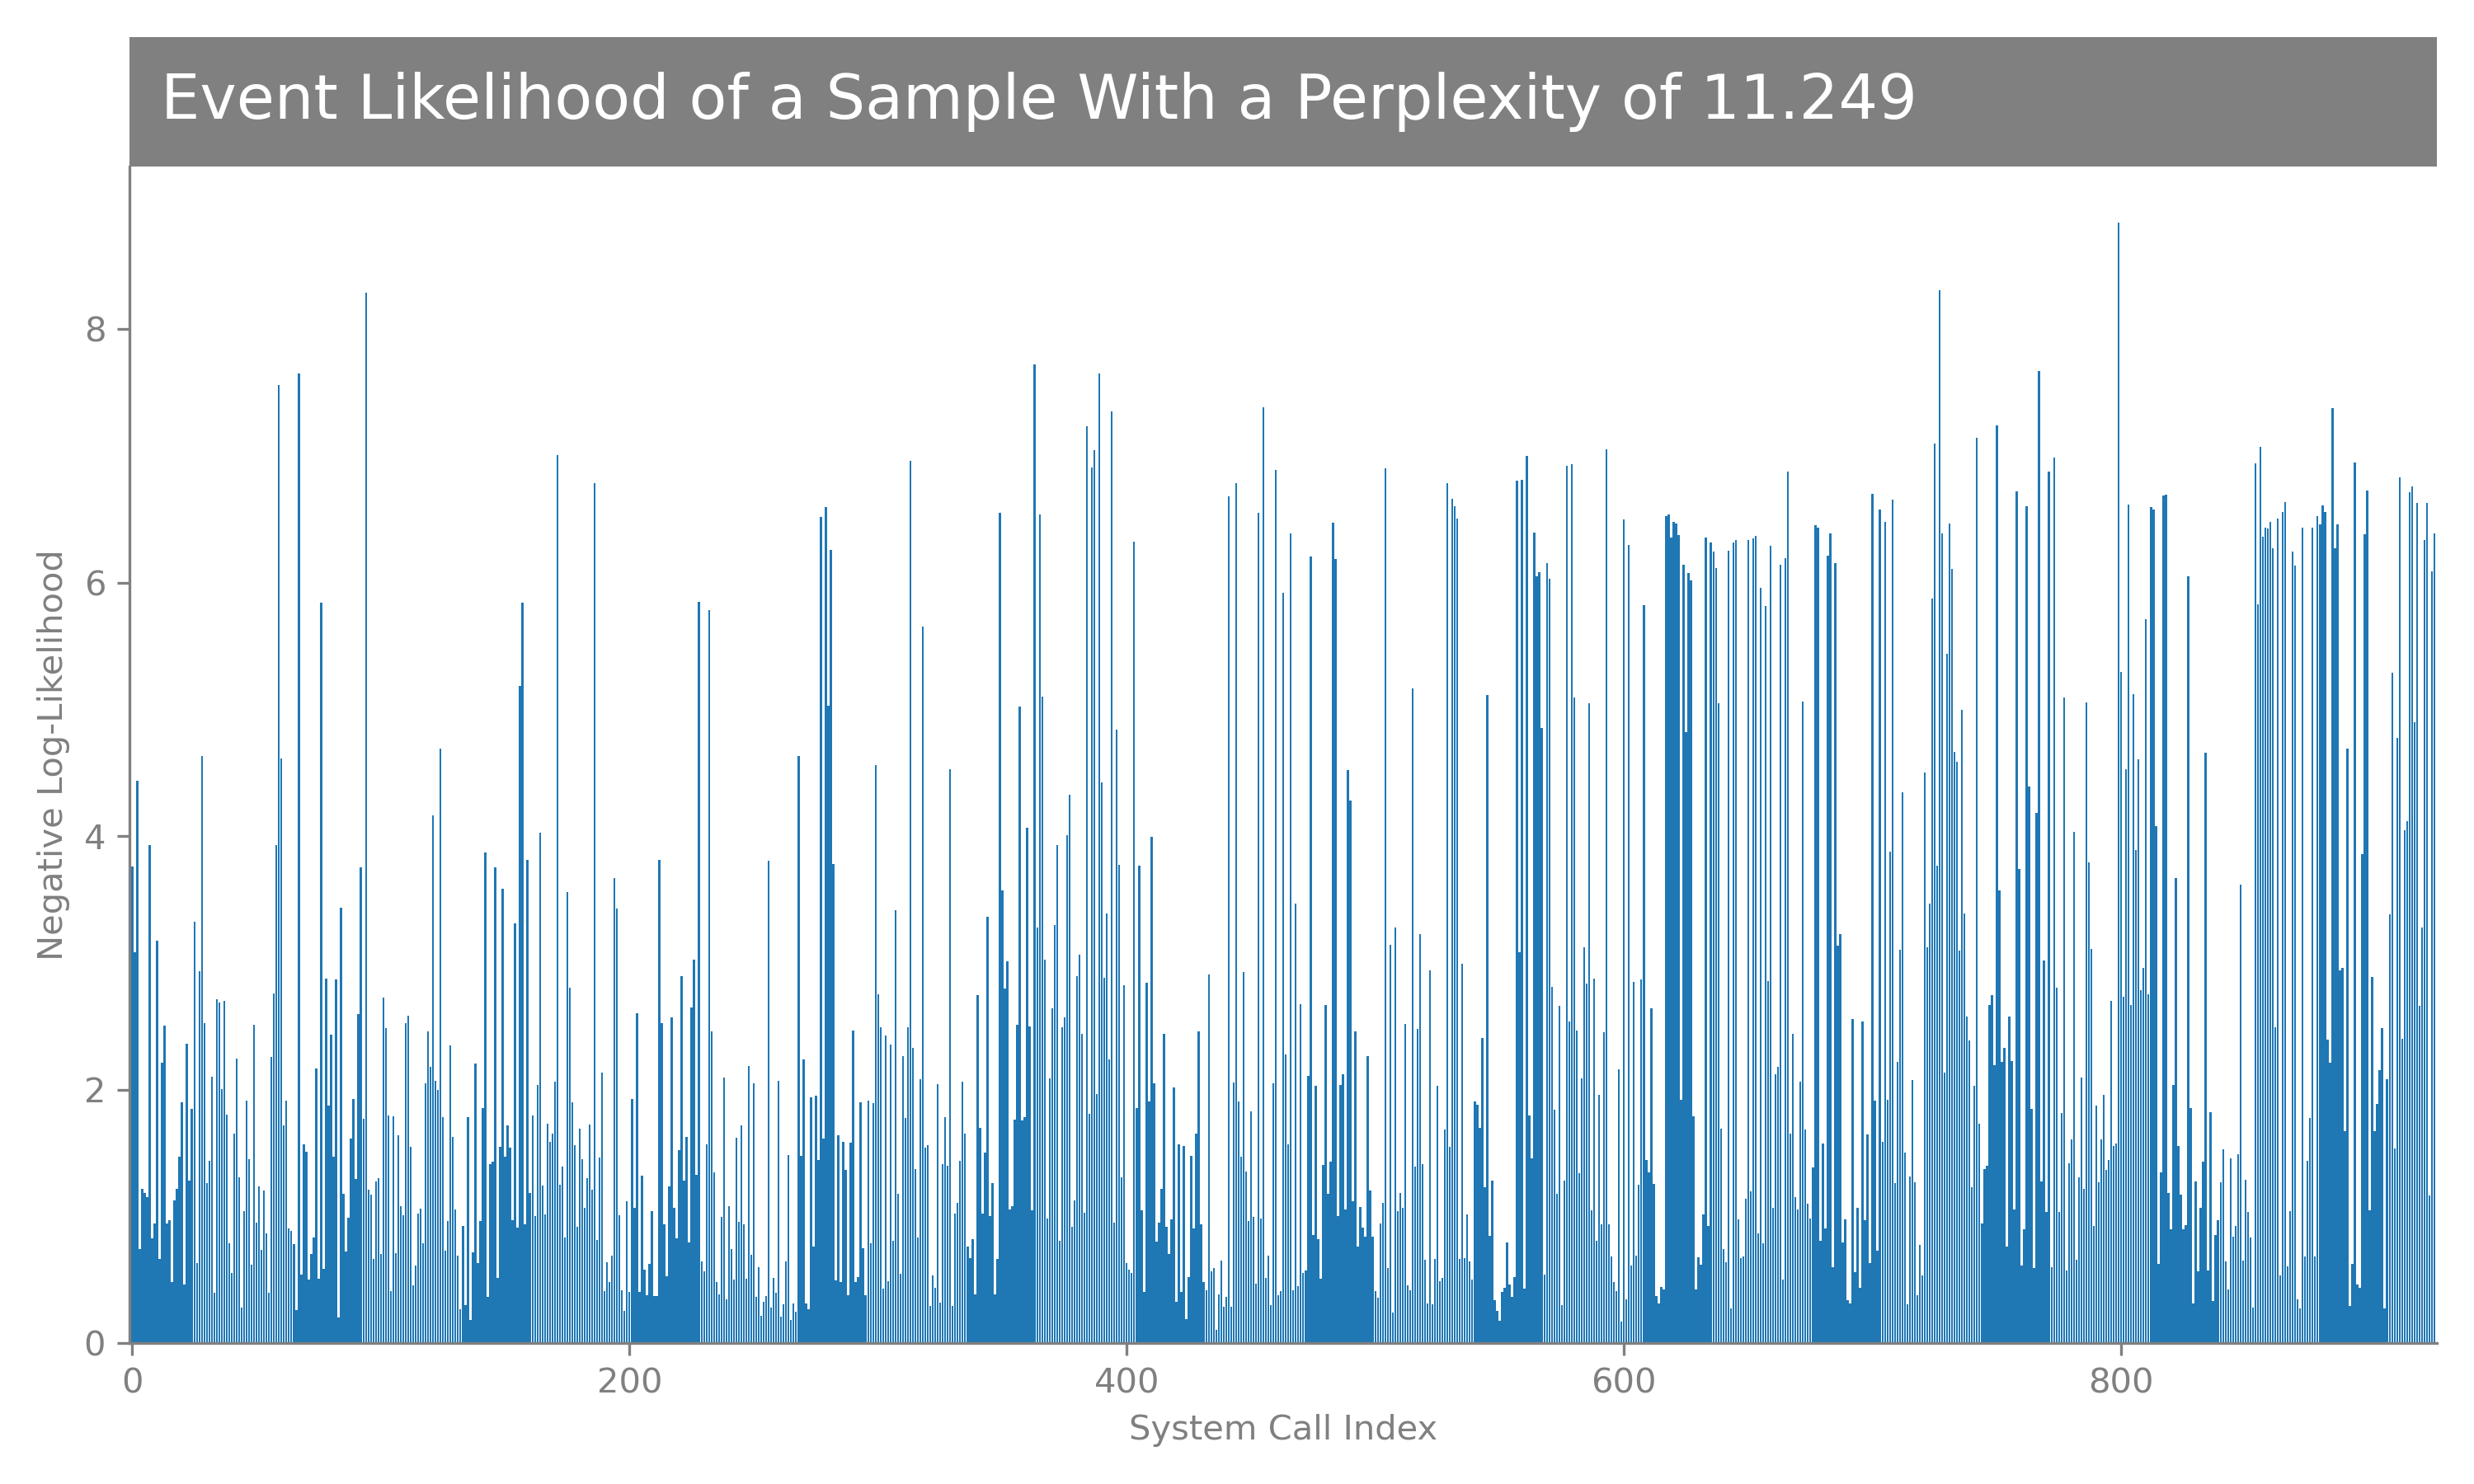 Event Likelihood of a Sample With a Perplexity of 11.249
Negative Log-Likelihood
8
6
4
2
0
0 200 400 600 800
System Call Index